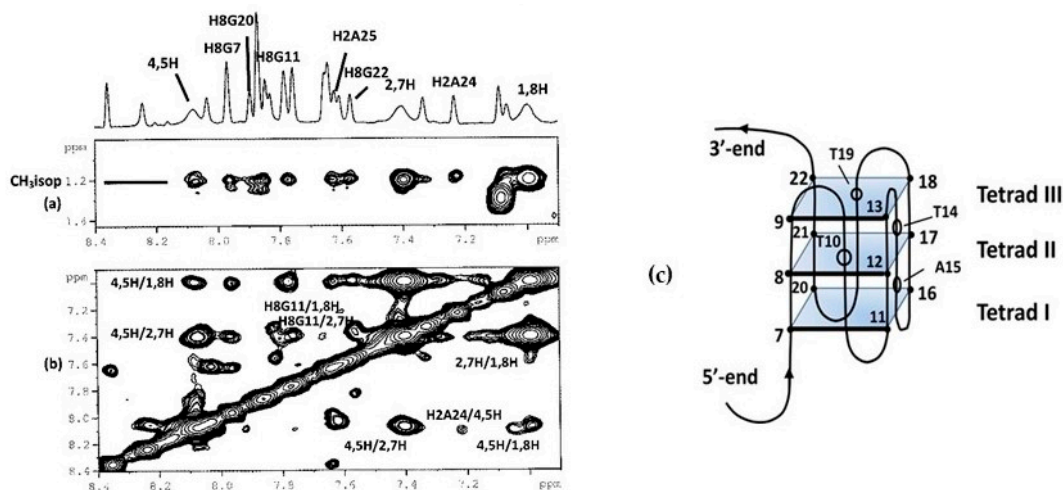 H8G20
H8G7
H8G11
H2A25
H8G22
4,5H
2,7H
H2A24
1,8H
ppm
CH₃isop
(a)
1.2
1.6
8.4 8.2 8.0 7.8 7.6 7.4 7.2 ppm
ppm
4,5H/1,8H
7.2
H8G11/1,8H
H8G11/2,7H
4,5H/2,7H
7.4
(b)
7.6
2,7H/1,8H
7.8
8.0
H2A24/4,5H
8.2
4,5H/2,7H
4,5H/1,8H
8.4
8.4 8.2 8.0 7.8 7.6 7.4 7.2 ppm
(c)
3'-end
T19
22
18
Tetrad III
9
13
T14
21
T10
17
Tetrad II
8
12
A15
20
16
Tetrad I
7
11
5'-end